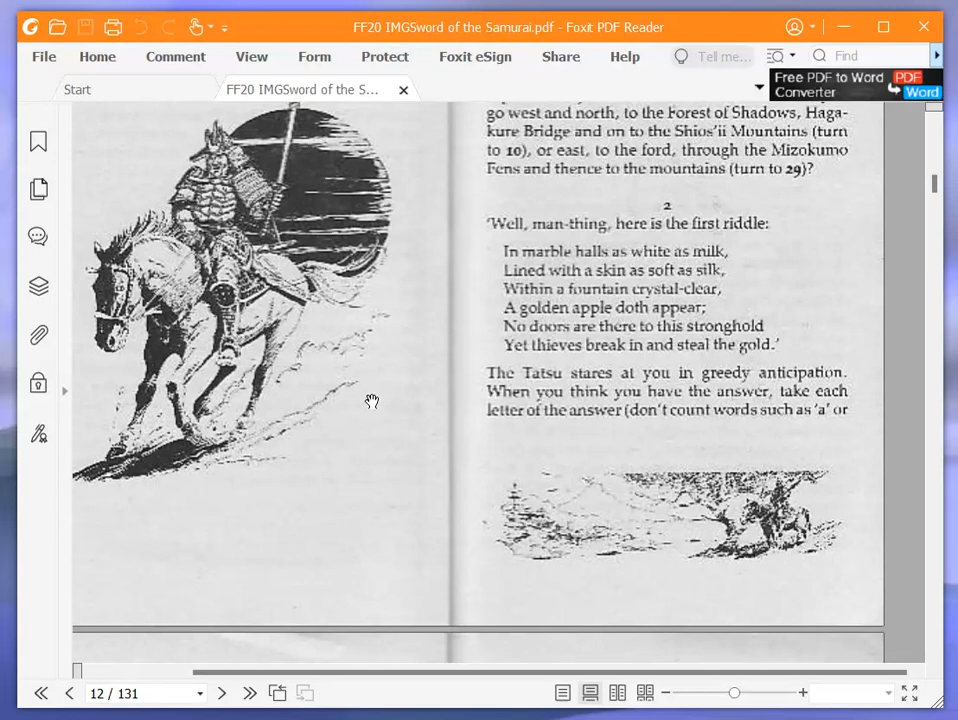 FF20 IMGSword of the Samurai.pdf - Foxit PDF Reader
File Home Comment View Form Protect Foxit eSign Share Help Tell me... Find
Start FF20 IMGSword of the S...
Free PDF to Word PDF
Converter Word
go west and north, to the Forest of Shadows, Haga-
kure Bridge and on to the Shios'ii Mountains (turn
to 10), or east, to the ford, through the Mizokumo
Fens and thence to the mountains (turn to 29)?
2
'Well, man-thing, here is the first riddle:
In marble halls as white as milk,
Lined with a skin as soft as silk,
Within a fountain crystal-clear,
A golden apple doth appear;
No doors are there to this stronghold
Yet thieves break in and steal the gold.'
The Tatsu stares at you in greedy anticipation.
When you think you have the answer, take each
letter of the answer (don't count words such as 'a' or
12 / 131